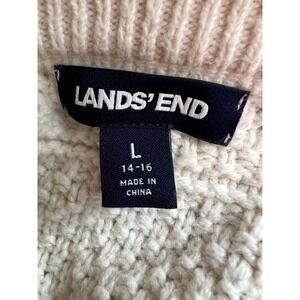 LANDS' END
L
14-16
MADE IN
CHINA